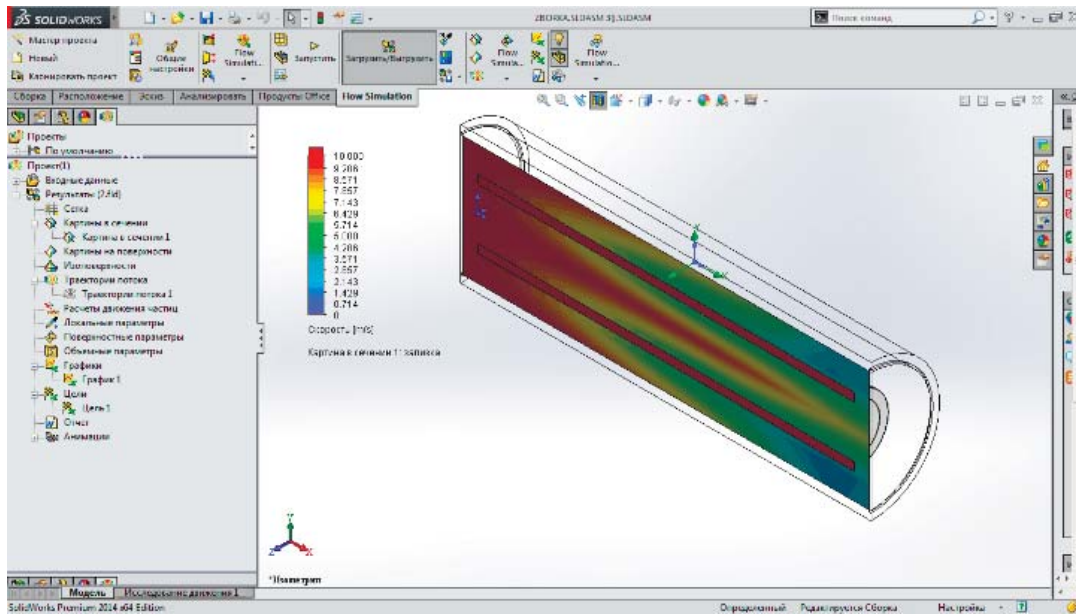 SOLIDWORKS
ZBORKA.SLDASM 3].SLDASM
Поиск команд
Мастер проекта
Новый
Клонировать проект
Общие
настройки
Flow
Simulati...
Запустить
Загрузить/Выгрузить
Flow
Simula...
Flow
Simulatio...
Сборка
Расположение
Эскиз
Анализировать
Продукты Office
Flow Simulation
Проекты
По умолчанию
Проект(1)
Входные данные
Результаты (2.fld)
Сетка
Картины в сечении
Картина в сечении 1
Картины на поверхности
Изоповерхности
Траектории потока
Траектории потока 1
Расчеты движения частиц
Локальные параметры
Поверхностные параметры
Объемные параметры
Графики
График 1
Цели
Цель 1
Отчет
Анимации
10.000
9.286
8.571
7.857
7.143
6.429
5.714
5.000
4.286
3.571
2.857
2.143
1.429
0.714
0
Скорость [m/s]
Картина в сечении 1: заливка
Y
Z
X
*Изометрия
Модель
Исследование движения 1
SolidWorks Premium 2014 x64 Edition
Определенный
Редактируется Сборка
Настройка